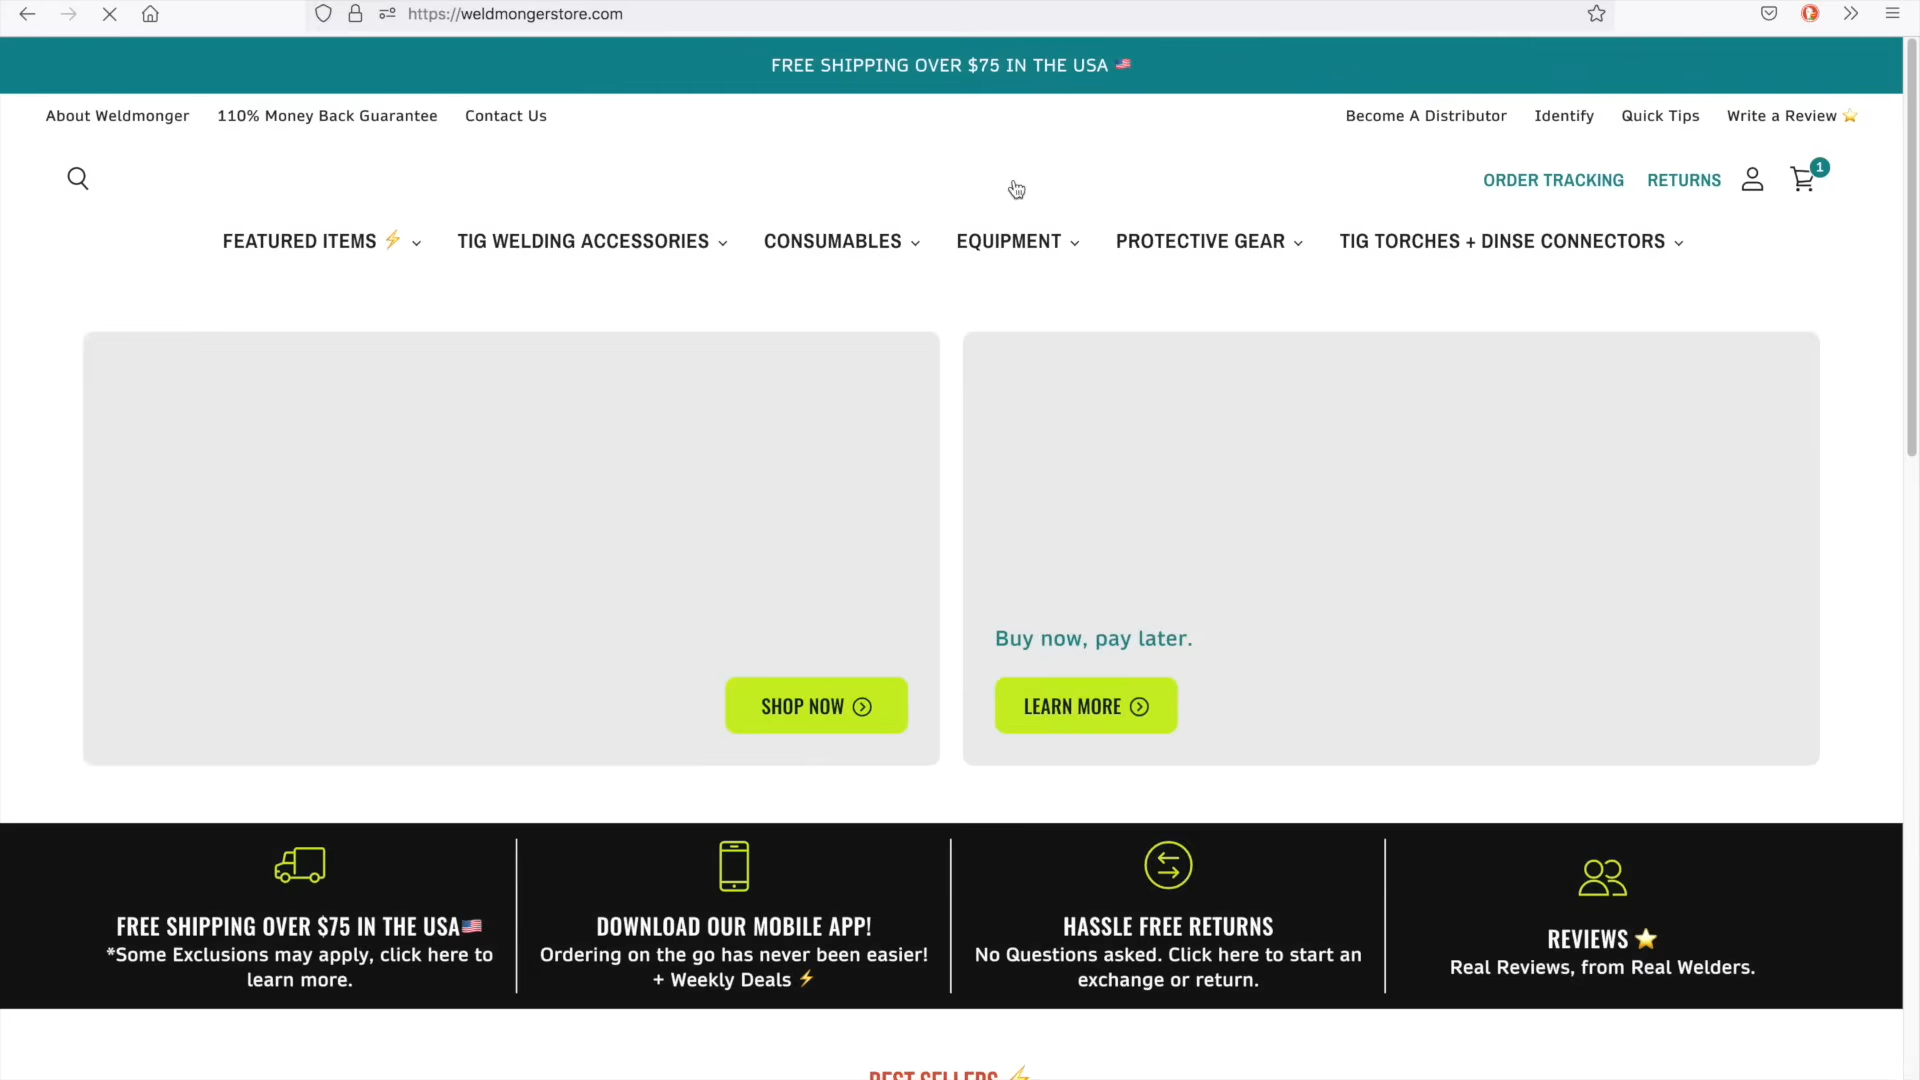 https://weldmongerstore.com
FREE SHIPPING OVER $75 IN THE USA 🇺🇸
About Weldmonger 110% Money Back Guarantee Contact Us
Become A Distributor Identify Quick Tips Write a Review ⭐
ORDER TRACKING RETURNS 1
FEATURED ITEMS ⚡ TIG WELDING ACCESSORIES CONSUMABLES EQUIPMENT PROTECTIVE GEAR TIG TORCHES + DINSE CONNECTORS
SHOP NOW
Buy now, pay later.
LEARN MORE
FREE SHIPPING OVER $75 IN THE USA🇺🇸
*Some Exclusions may apply, click here to
learn more.
DOWNLOAD OUR MOBILE APP!
Ordering on the go has never been easier!
+ Weekly Deals ⚡
HASSLE FREE RETURNS
No Questions asked. Click here to start an
exchange or return.
REVIEWS ⭐
Real Reviews, from Real Welders.
BEST SELLERS ⚡